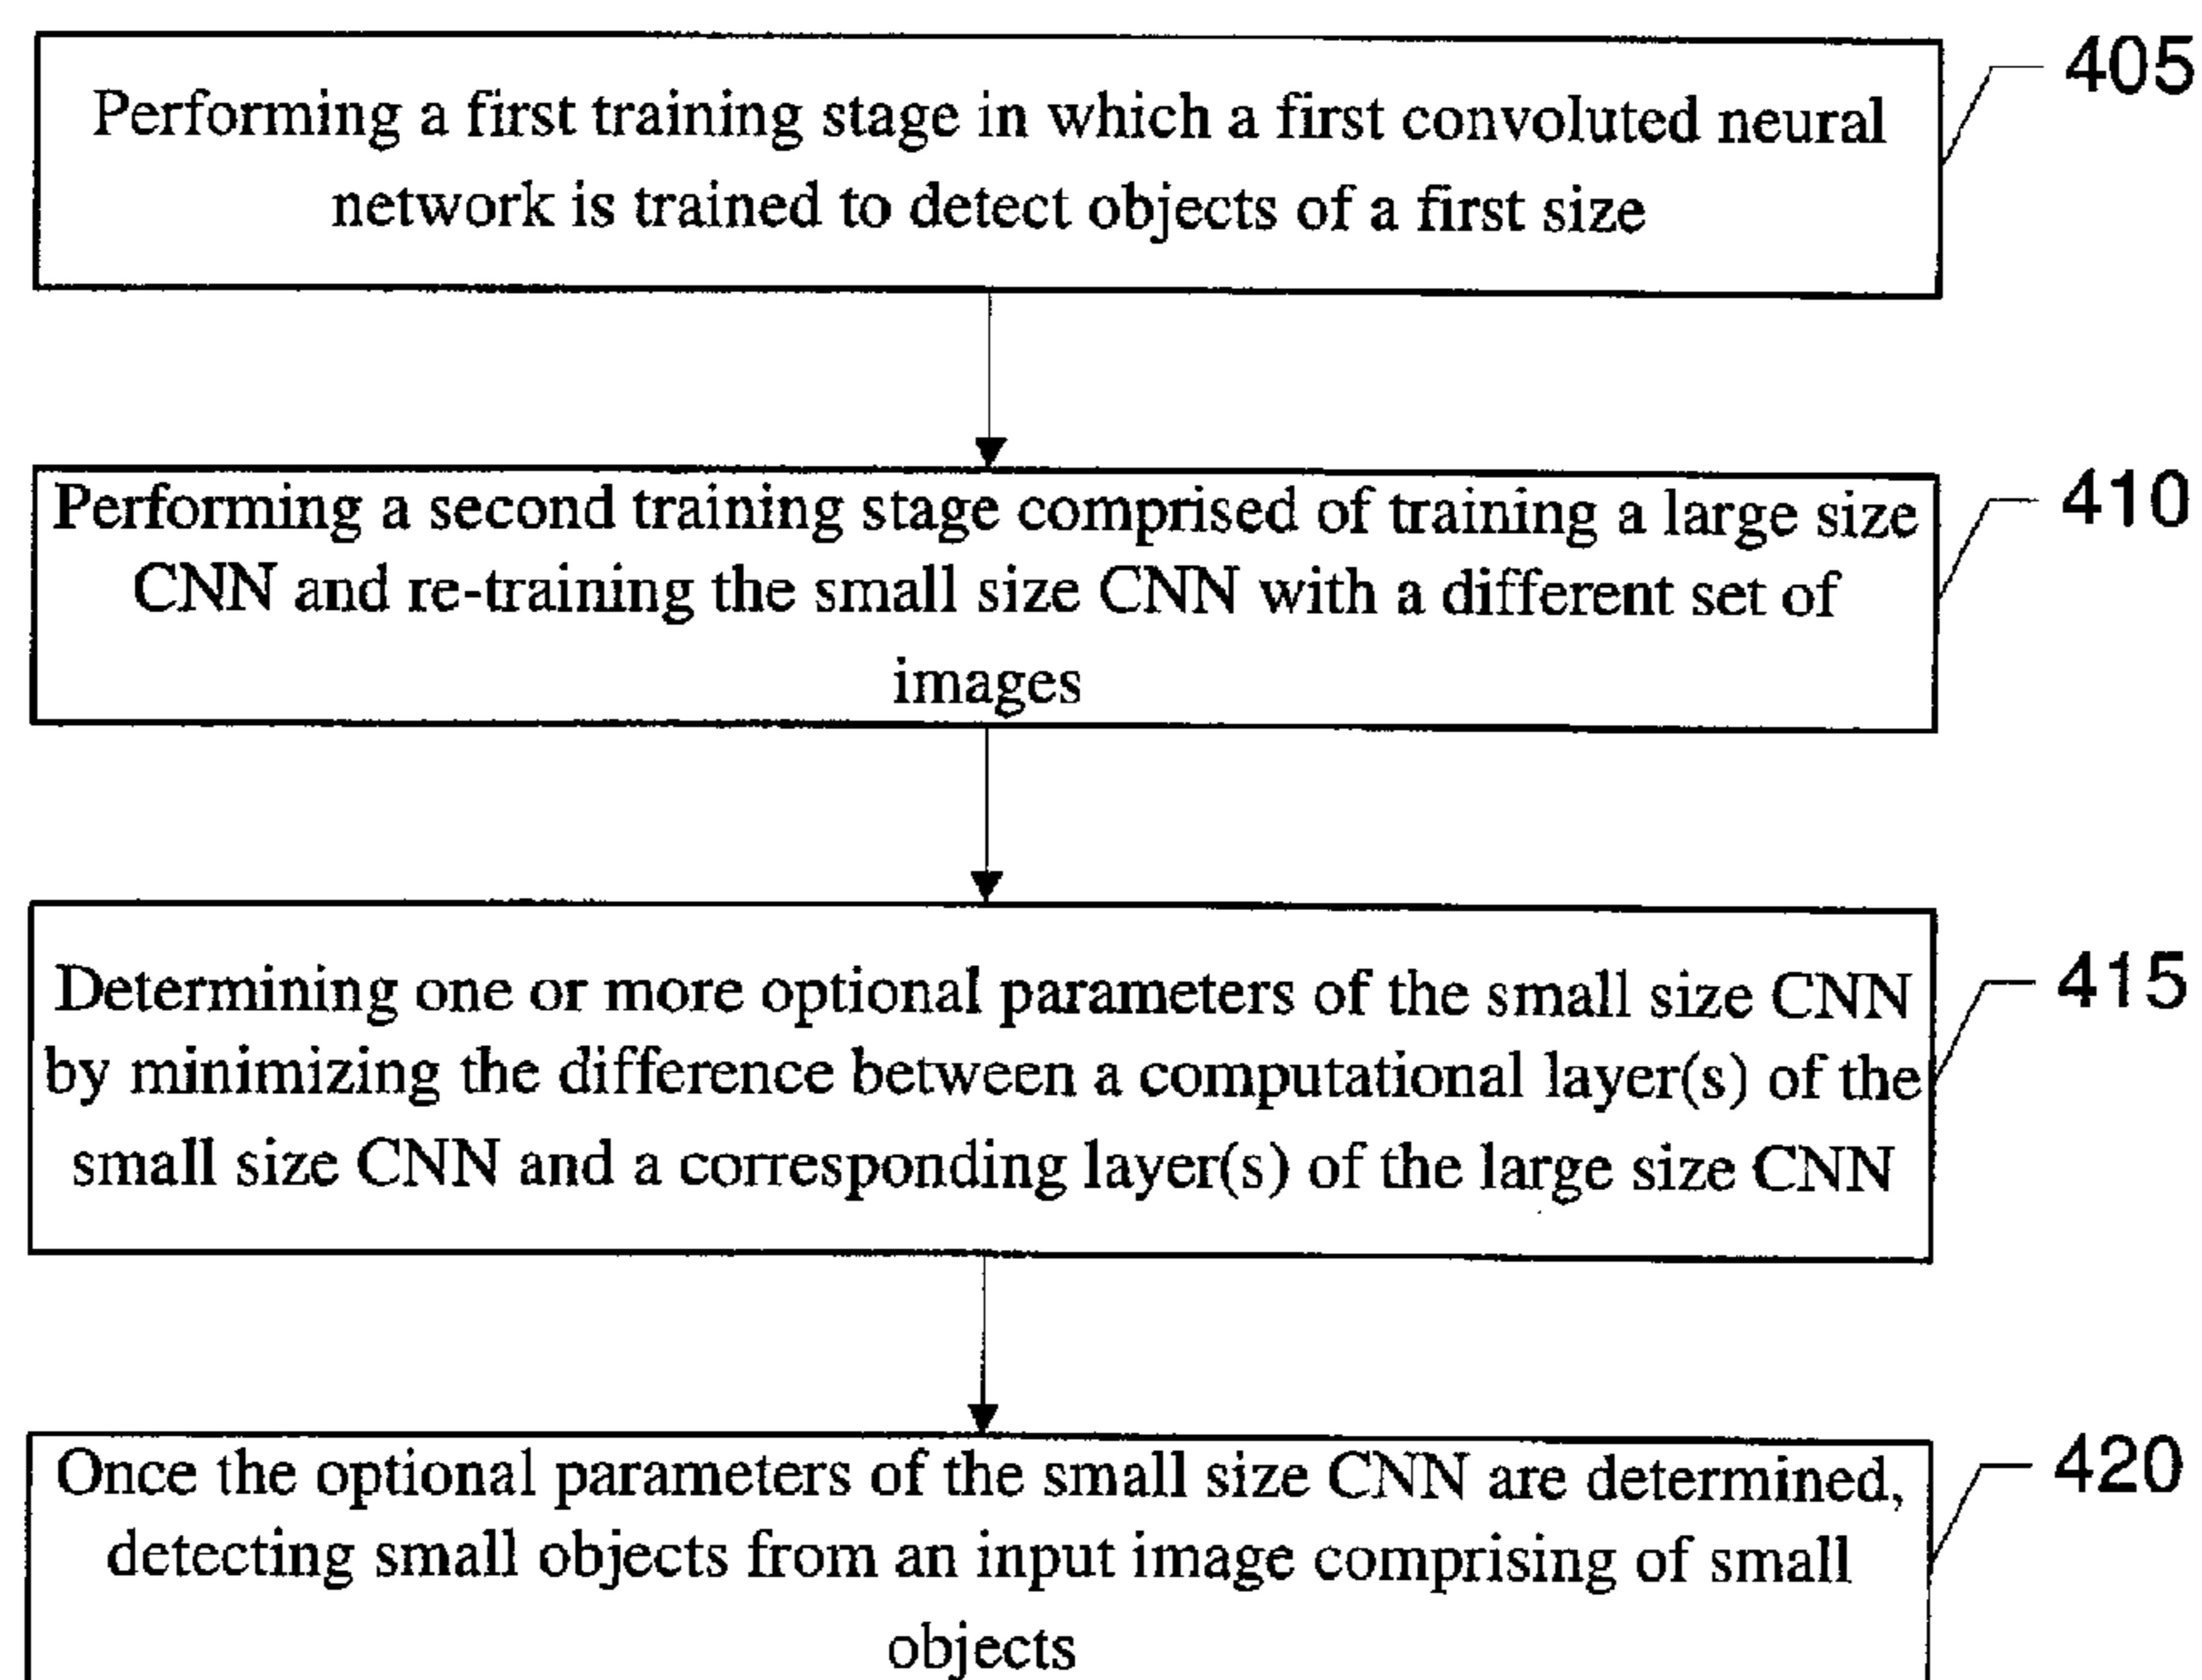 Performing a first training stage in which a first convoluted neural
network is trained to detect objects of a first size
405
Performing a second training stage comprised of training a large size
CNN and re-training the small size CNN with a different set of
images
410
Determining one or more optional parameters of the small size CNN
by minimizing the difference between a computational layer(s) of the
small size CNN and a corresponding layer(s) of the large size CNN
415
Once the optional parameters of the small size CNN are determined,
detecting small objects from an input image comprising of small
objects
420